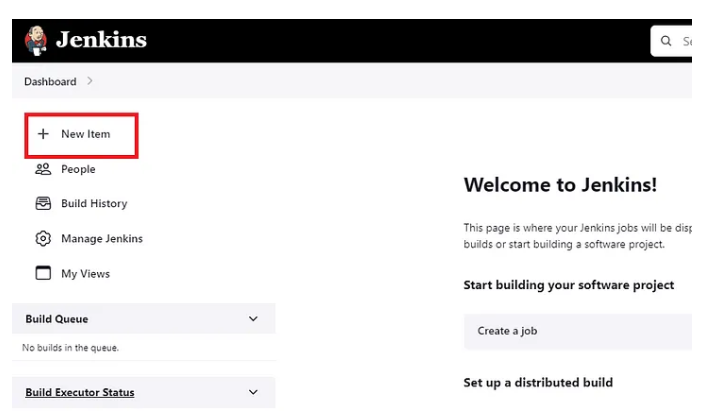 Jenkins
Dashboard
New Item
People
Build History
Manage Jenkins
My Views
Build Queue
No builds in the queue.
Build Executor Status
Welcome to Jenkins!
This page is where your Jenkins jobs will be
builds or start building a software project.
Start building your software project
Create a job
Set up a distributed build